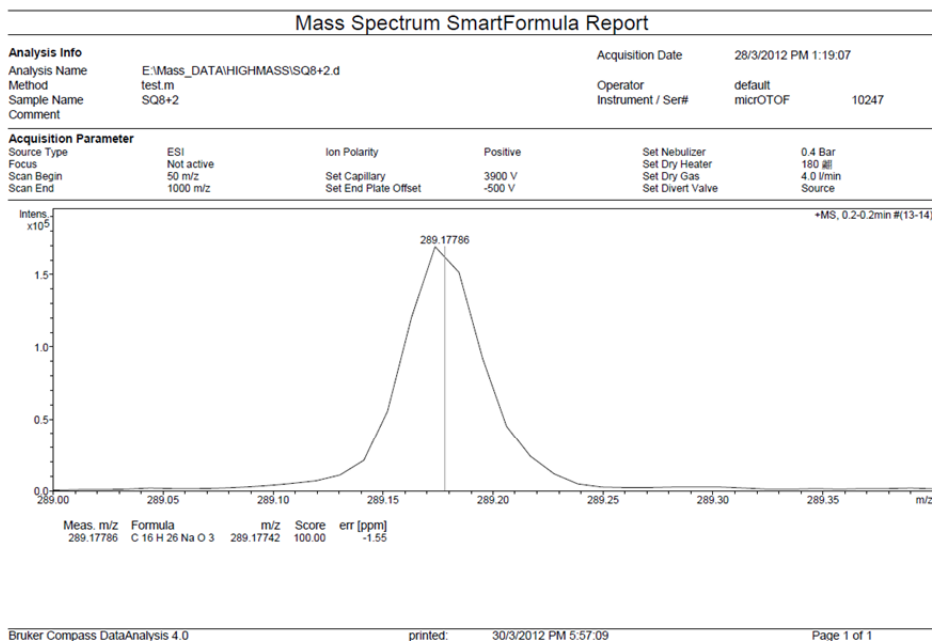 Mass Spectrum SmartFormula Report
Analysis Info
Acquisition Date 28/3/2012 PM 1:19:07
Analysis Name E:\Mass_DATA\HIGHMASS\SQ8+2.d
Method test.m Operator default
Sample Name SQ8+2 Instrument / Ser# micrOTOF 10247
Comment
Acquisition Parameter
Source Type ESI Ion Polarity Positive Set Nebulizer 0.4 Bar
Focus Not active Set Dry Heater 180
Scan Begin 50 m/z Set Capillary 3900 V Set Dry Gas 4.0 l/min
Scan End 1000 m/z Set End Plate Offset -500 V Set Divert Valve Source
Intens.
x10⁵
+MS, 0.2-0.2min #(13-14)
289.17786
1.5
1.0
0.5
0.0
289.00 289.05 289.10 289.15 289.20 289.25 289.30 289.35 m/z
Meas. m/z Formula m/z Score err [ppm]
289.17786 C 16 H 26 Na O 3 289.17742 100.00 -1.55
Bruker Compass DataAnalysis 4.0 printed: 30/3/2012 PM 5:57:09 Page 1 of 1